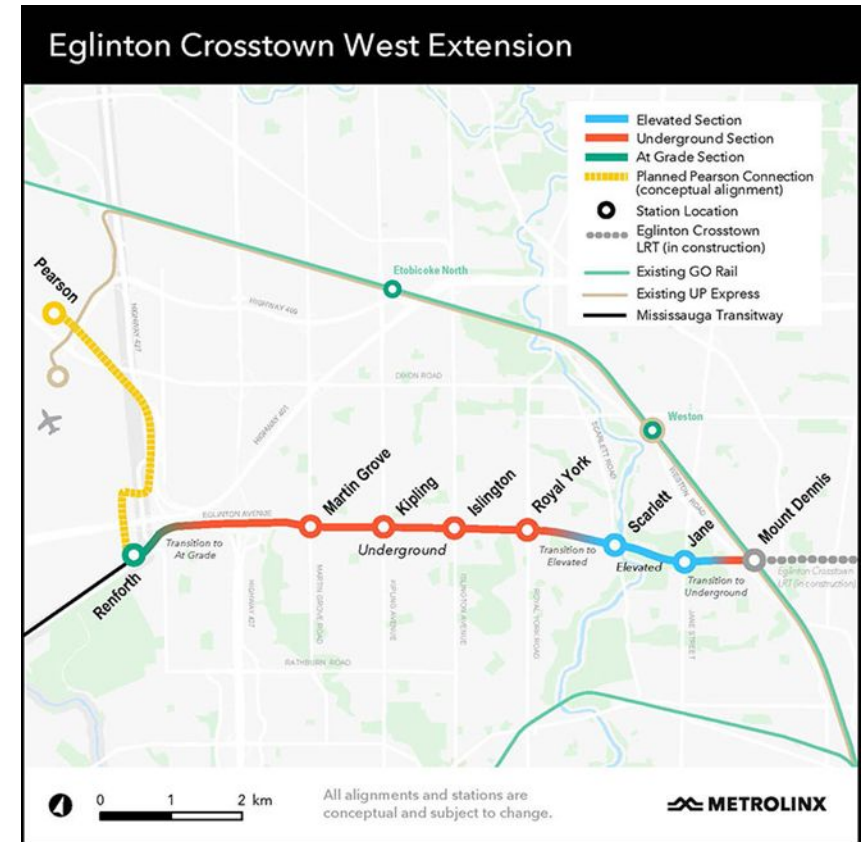 Eglinton Crosstown West Extension
Elevated Section
Underground Section
At Grade Section
Planned Pearson Connection
(conceptual alignment)
Station Location
Eglinton Crosstown
LRT (in construction)
Existing GO Rail
Existing UP Express
Mississauga Transitway
Pearson
Etobicoke North
HIGHWAY 427
HIGHWAY 409
DIXON ROAD
HIGHWAY 401
Weston
SCARLETT ROAD
WESTON ROAD
Martin Grove
Kipling
Islington
Royal York
Scarlett
Jane
Mount Dennis
EGLINTON AVENUE
Transition to
At Grade
Underground
Transition to
Elevated
Elevated
Transition to
Underground
Eglinton Crosstown
LRT (in construction)
Renforth
HIGHWAY 427
MARTIN GROVE ROAD
KIPLING AVENUE
ISLINGTON AVENUE
ROYAL YORK ROAD
JANE STREET
RATHBURN ROAD
0 1 2 km
All alignments and stations are
conceptual and subject to change.
METROLINX